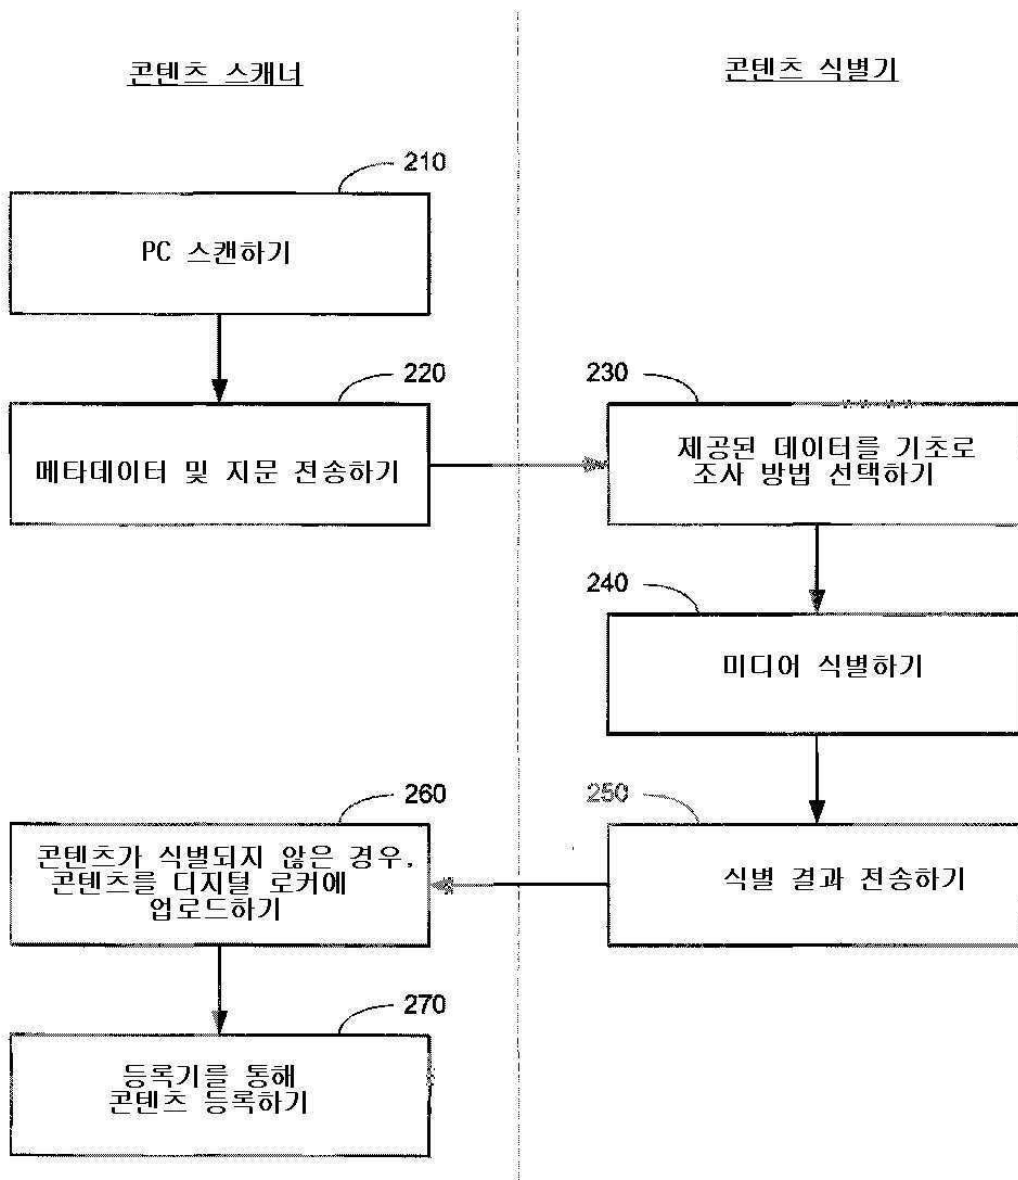 콘텐츠 스캐너
콘텐츠 식별기
210
PC 스캔하기
220
메타데이터 및 지문 전송하기
230
제공된 데이터를 기초로
조사 방법 선택하기
240
미디어 식별하기
250
식별 결과 전송하기
260
콘텐츠가 식별되지 않은 경우,
콘텐츠를 디지털 로커에
업로드하기
270
등록기를 통해
콘텐츠 등록하기